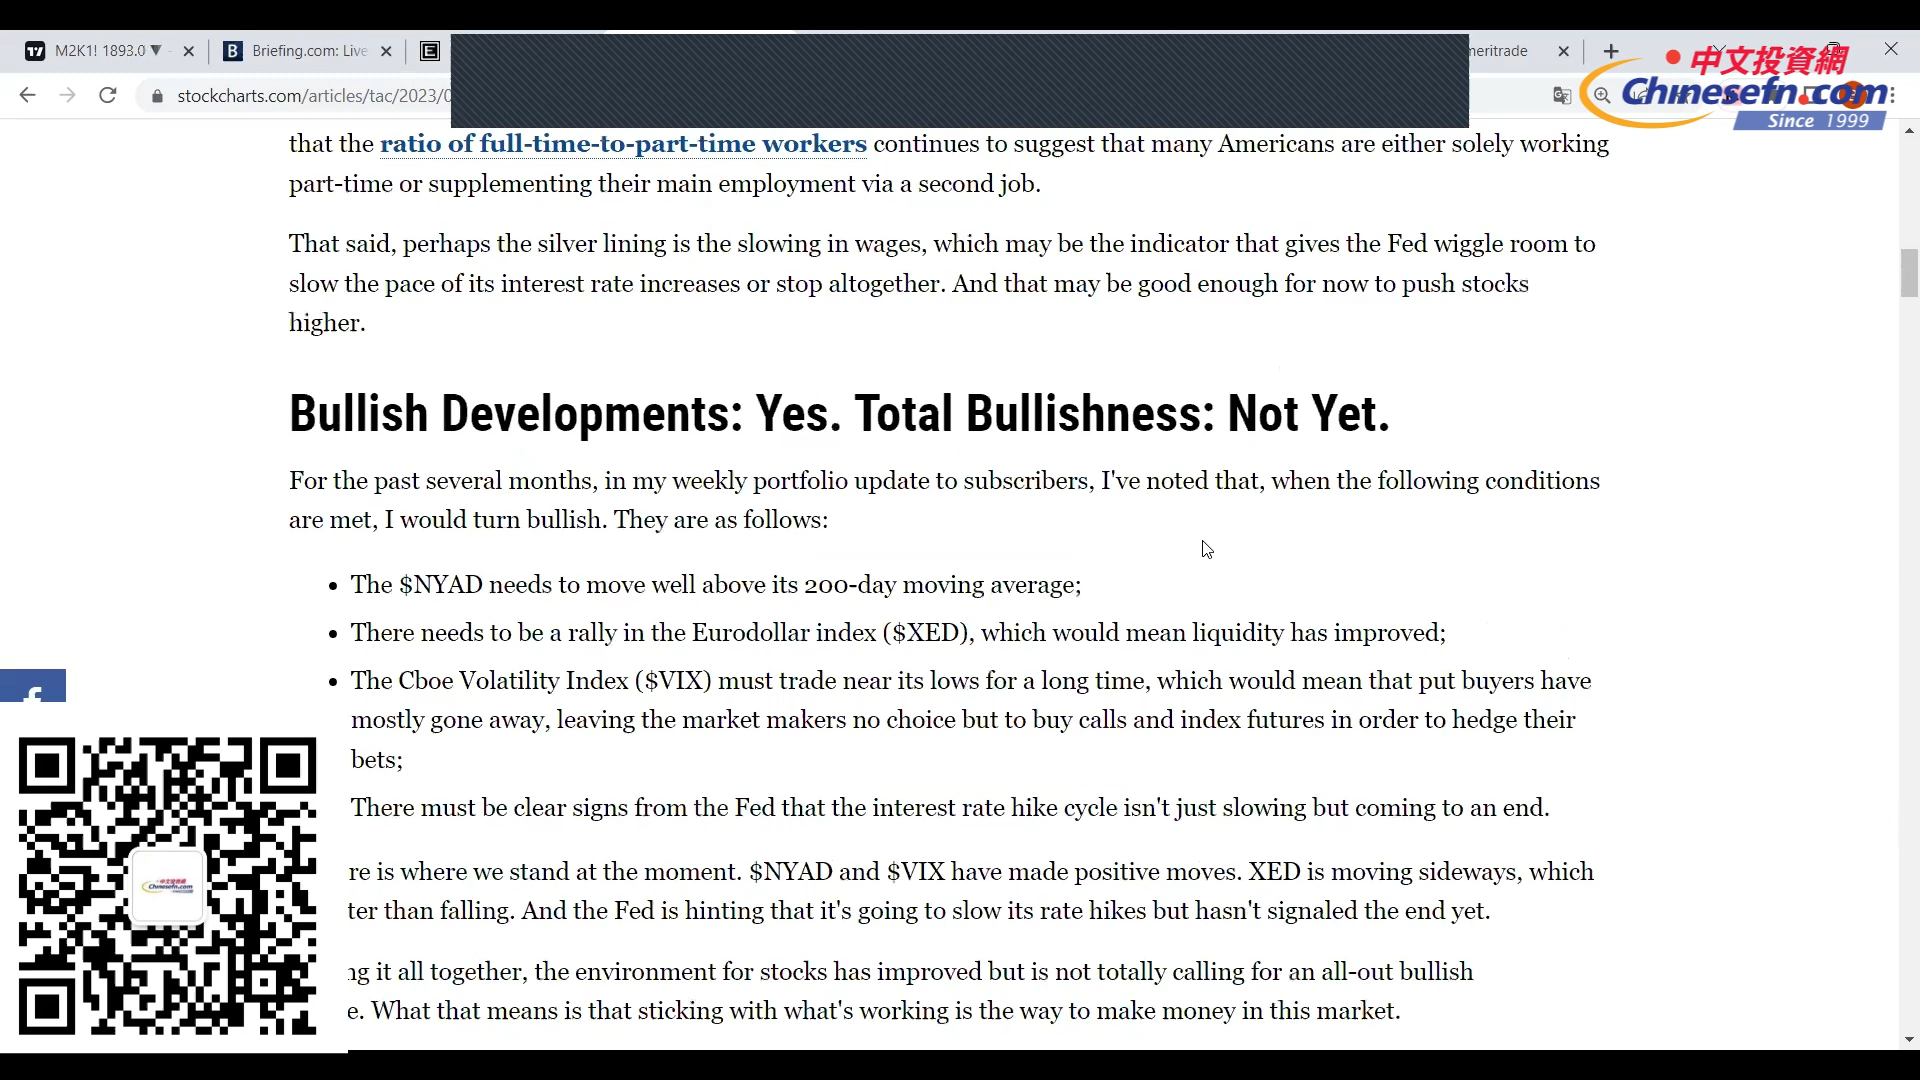 M2K1! 1893.0 ▼
Briefing.com: Live
meritrade
stockcharts.com/articles/tac/2023/0
中文投資網
Chinesefn.com
Since 1999
that the ratio of full-time-to-part-time workers continues to suggest that many Americans are either solely working
part-time or supplementing their main employment via a second job.
That said, perhaps the silver lining is the slowing in wages, which may be the indicator that gives the Fed wiggle room to
slow the pace of its interest rate increases or stop altogether. And that may be good enough for now to push stocks
higher.
Bullish Developments: Yes. Total Bullishness: Not Yet.
For the past several months, in my weekly portfolio update to subscribers, I've noted that, when the following conditions
are met, I would turn bullish. They are as follows:
• The $NYAD needs to move well above its 200-day moving average;
• There needs to be a rally in the Eurodollar index ($XED), which would mean liquidity has improved;
• The Cboe Volatility Index ($VIX) must trade near its lows for a long time, which would mean that put buyers have
mostly gone away, leaving the market makers no choice but to buy calls and index futures in order to hedge their
bets;
There must be clear signs from the Fed that the interest rate hike cycle isn't just slowing but coming to an end.
re is where we stand at the moment. $NYAD and $VIX have made positive moves. XED is moving sideways, which
ter than falling. And the Fed is hinting that it's going to slow its rate hikes but hasn't signaled the end yet.
ng it all together, the environment for stocks has improved but is not totally calling for an all-out bullish
e. What that means is that sticking with what's working is the way to make money in this market.
中文投資網
Chinesefn.com